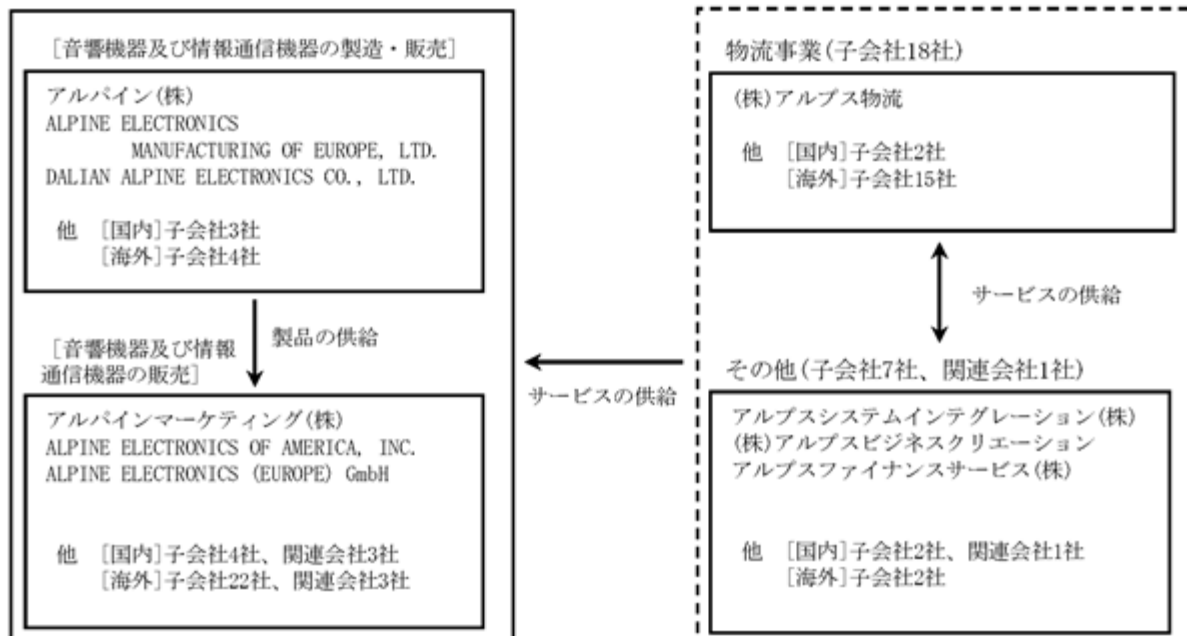 [音響機器及び情報通信機器の製造・販売]
アルパイン(株)
ALPINE ELECTRONICS
MANUFACTURING OF EUROPE, LTD.
DALIAN ALPINE ELECTRONICS CO., LTD.
他 [国内]子会社3社
[海外]子会社4社
製品の供給
[音響機器及び情報
通信機器の販売]
アルパインマーケティング(株)
ALPINE ELECTRONICS OF AMERICA, INC.
ALPINE ELECTRONICS (EUROPE) GmbH
他 [国内]子会社4社、関連会社3社
[海外]子会社22社、関連会社3社
サービスの供給
物流事業(子会社18社)
(株)アルプス物流
他 [国内]子会社2社
[海外]子会社15社
サービスの供給
その他(子会社7社、関連会社1社)
アルプスシステムインテグレーション(株)
(株)アルプスビジネスクリエーション
アルプスファイナンスサービス(株)
他 [国内]子会社2社、関連会社1社
[海外]子会社2社